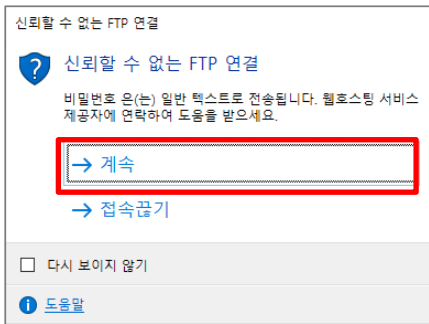 신뢰할 수 없는 FTP 연결
신뢰할 수 없는 FTP 연결
비밀번호 은(는) 일반 텍스트로 전송됩니다. 웹호스팅 서비스
제공자에 연락하여 도움을 받으세요.
계속
접속끊기
다시 보이지 않기
도움말